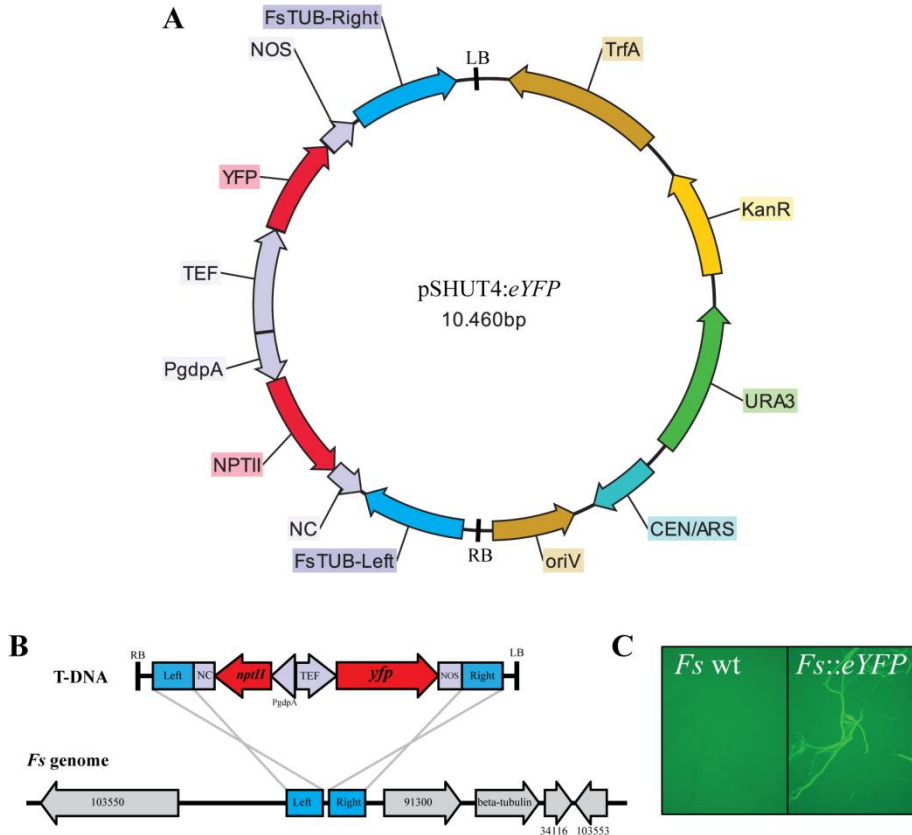 A
FsTUB-Right
NOS
LB
TrfA
YFP
KanR
TEF
pSHUT4:eYFP
10.460bp
PgdpA
URA3
NPTII
NC
CEN/ARS
FsTUB-Left
RB
oriV
B
RB
LB
T-DNA
Left
NC
nptII
TEF
yfp
NOS
Right
PgdpA
Fs genome
103550
Left
Right
91300
beta-tubulin
34116
103553
C
Fs wt
Fs::eYFP